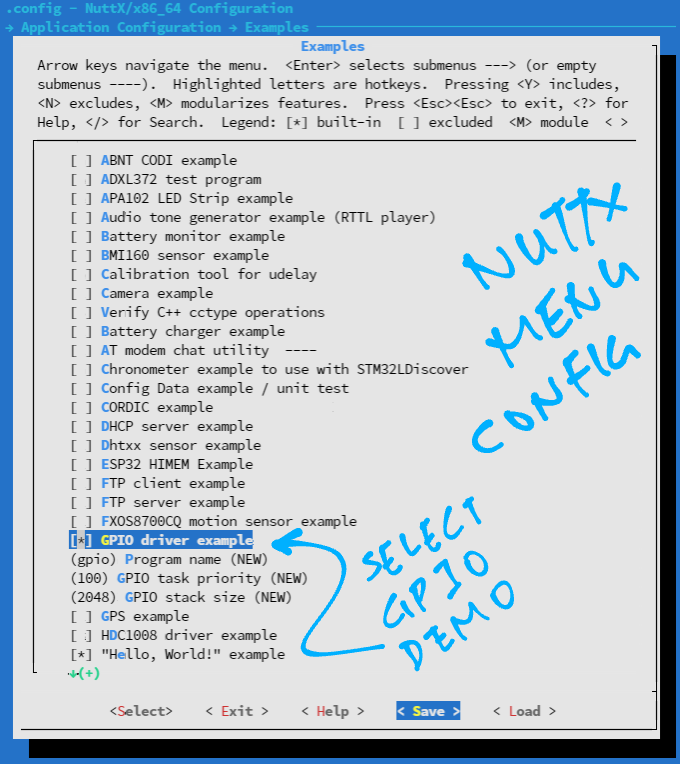 .config - NuttX/x86_64 Configuration
→ Application Configuration → Examples
Examples
Arrow keys navigate the menu.  <Enter> selects submenus ---> (or empty
submenus ----).  Highlighted letters are hotkeys.  Pressing <Y> includes,
<N> excludes, <M> modularizes features.  Press <Esc><Esc> to exit, <?> for
Help, </> for Search.  Legend: [*] built-in  [ ] excluded  <M> module  < >
[ ] ABNT CODI example
[ ] ADXL372 test program
[ ] APA102 LED Strip example
[ ] Audio tone generator example (RTTL player)
[ ] Battery monitor example
[ ] BMI160 sensor example
[ ] Calibration tool for udelay
[ ] Camera example
[ ] Verify C++ cctype operations
[ ] Battery charger example
[ ] AT modem chat utility  ----
[ ] Chronometer example to use with STM32LDiscover
[ ] Config Data example / unit test
[ ] CORDIC example
[ ] DHCP server example
[ ] Dhtxx sensor example
[ ] ESP32 HIMEM Example
[ ] FTP client example
[ ] FTP server example
[ ] FXOS8700CQ motion sensor example
[*] GPIO driver example
(gpio) Program name (NEW)
(100) GPIO task priority (NEW)
(2048) GPIO stack size (NEW)
[ ] GPS example
[ ] HDC1008 driver example
[*] "Hello, World!" example
↓(+)
<Select>    < Exit >    < Help >    < Save >    < Load >
NUTTX
MENU
CONFIG
SELECT
GPIO
DEMO